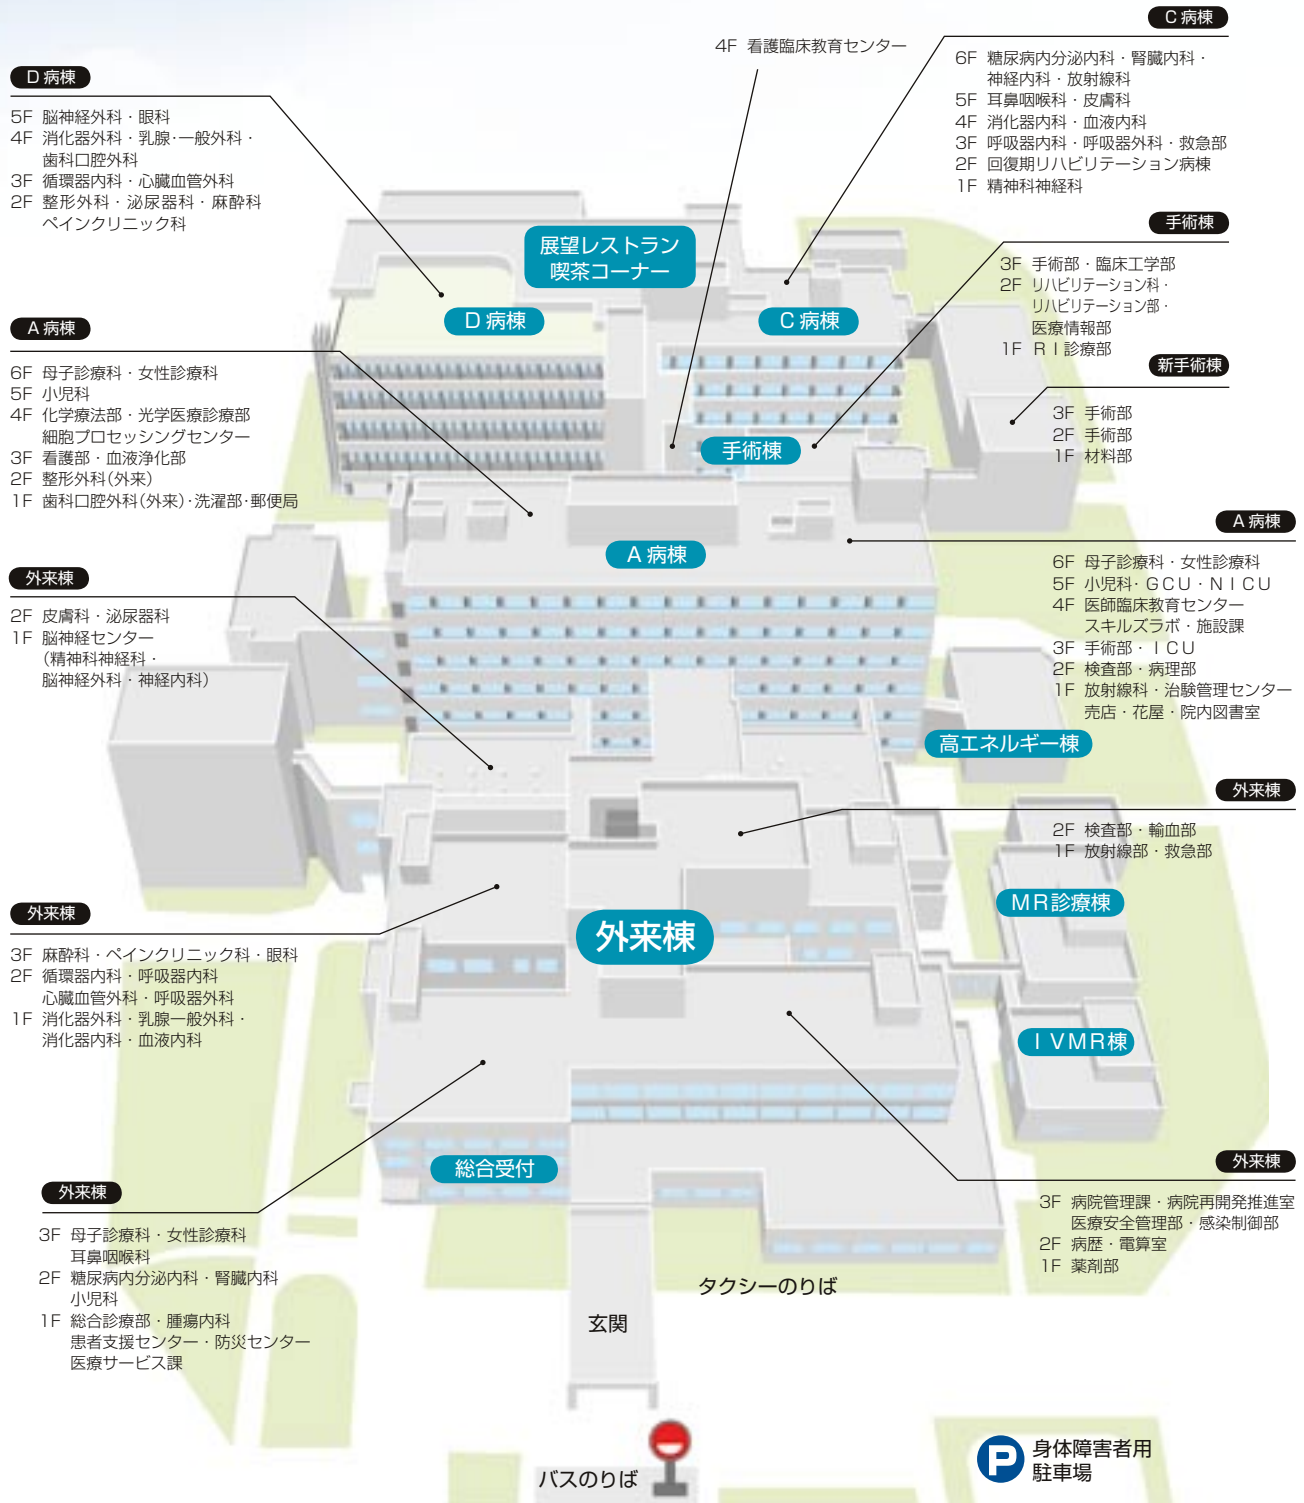 D 病棟
5F 脳神経外科・眼科
4F 消化器外科・乳腺・一般外科・
歯科口腔外科
3F 循環器内科・心臓血管外科
2F 整形外科・泌尿器科・麻酔科
ペインクリニック科
4F 看護臨床教育センター
C 病棟
6F 糖尿病内分泌内科・腎臓内科・
神経内科・放射線科
5F 耳鼻咽喉科・皮膚科
4F 消化器内科・血液内科
3F 呼吸器内科・呼吸器外科・救急部
2F 回復期リハビリテーション病棟
1F 精神科神経科
手術棟
3F 手術部・臨床工学部
2F リハビリテーション科・
リハビリテーション部・
医療情報部
1F ＲＩ診療部
新手術棟
3F 手術部
2F 手術部
1F 材料部
展望レストラン
喫茶コーナー
D 病棟
C 病棟
手術棟
A 病棟
A 病棟
6F 母子診療科・女性診療科
5F 小児科
4F 化学療法部・光学医療診療部
細胞プロセッシングセンター
3F 看護部・血液浄化部
2F 整形外科(外来)
1F 歯科口腔外科(外来)・洗濯部・郵便局
A 病棟
6F 母子診療科・女性診療科
5F 小児科・ＧＣＵ・ＮＩＣＵ
4F 医師臨床教育センター
スキルズラボ・施設課
3F 手術部・ＩＣＵ
2F 検査部・病理部
1F 放射線科・治験管理センター
売店・花屋・院内図書室
外来棟
2F 皮膚科・泌尿器科
1F 脳神経センター
(精神科神経科・
脳神経外科・神経内科)
高エネルギー棟
外来棟
2F 検査部・輸血部
1F 放射線部・救急部
MR診療棟
外来棟
外来棟
3F 麻酔科・ペインクリニック科・眼科
2F 循環器内科・呼吸器内科
心臓血管外科・呼吸器外科
1F 消化器外科・乳腺一般外科・
消化器内科・血液内科
ＩＶＭＲ棟
総合受付
外来棟
3F 母子診療科・女性診療科
耳鼻咽喉科
2F 糖尿病内分泌内科・腎臓内科
小児科
1F 総合診療部・腫瘍内科
患者支援センター・防災センター
医療サービス課
外来棟
3F 病院管理課・病院再開発推進室
医療安全管理部・感染制御部
2F 病歴・電算室
1F 薬剤部
タクシーのりば
玄関
バスのりば
P 身体障害者用
駐車場